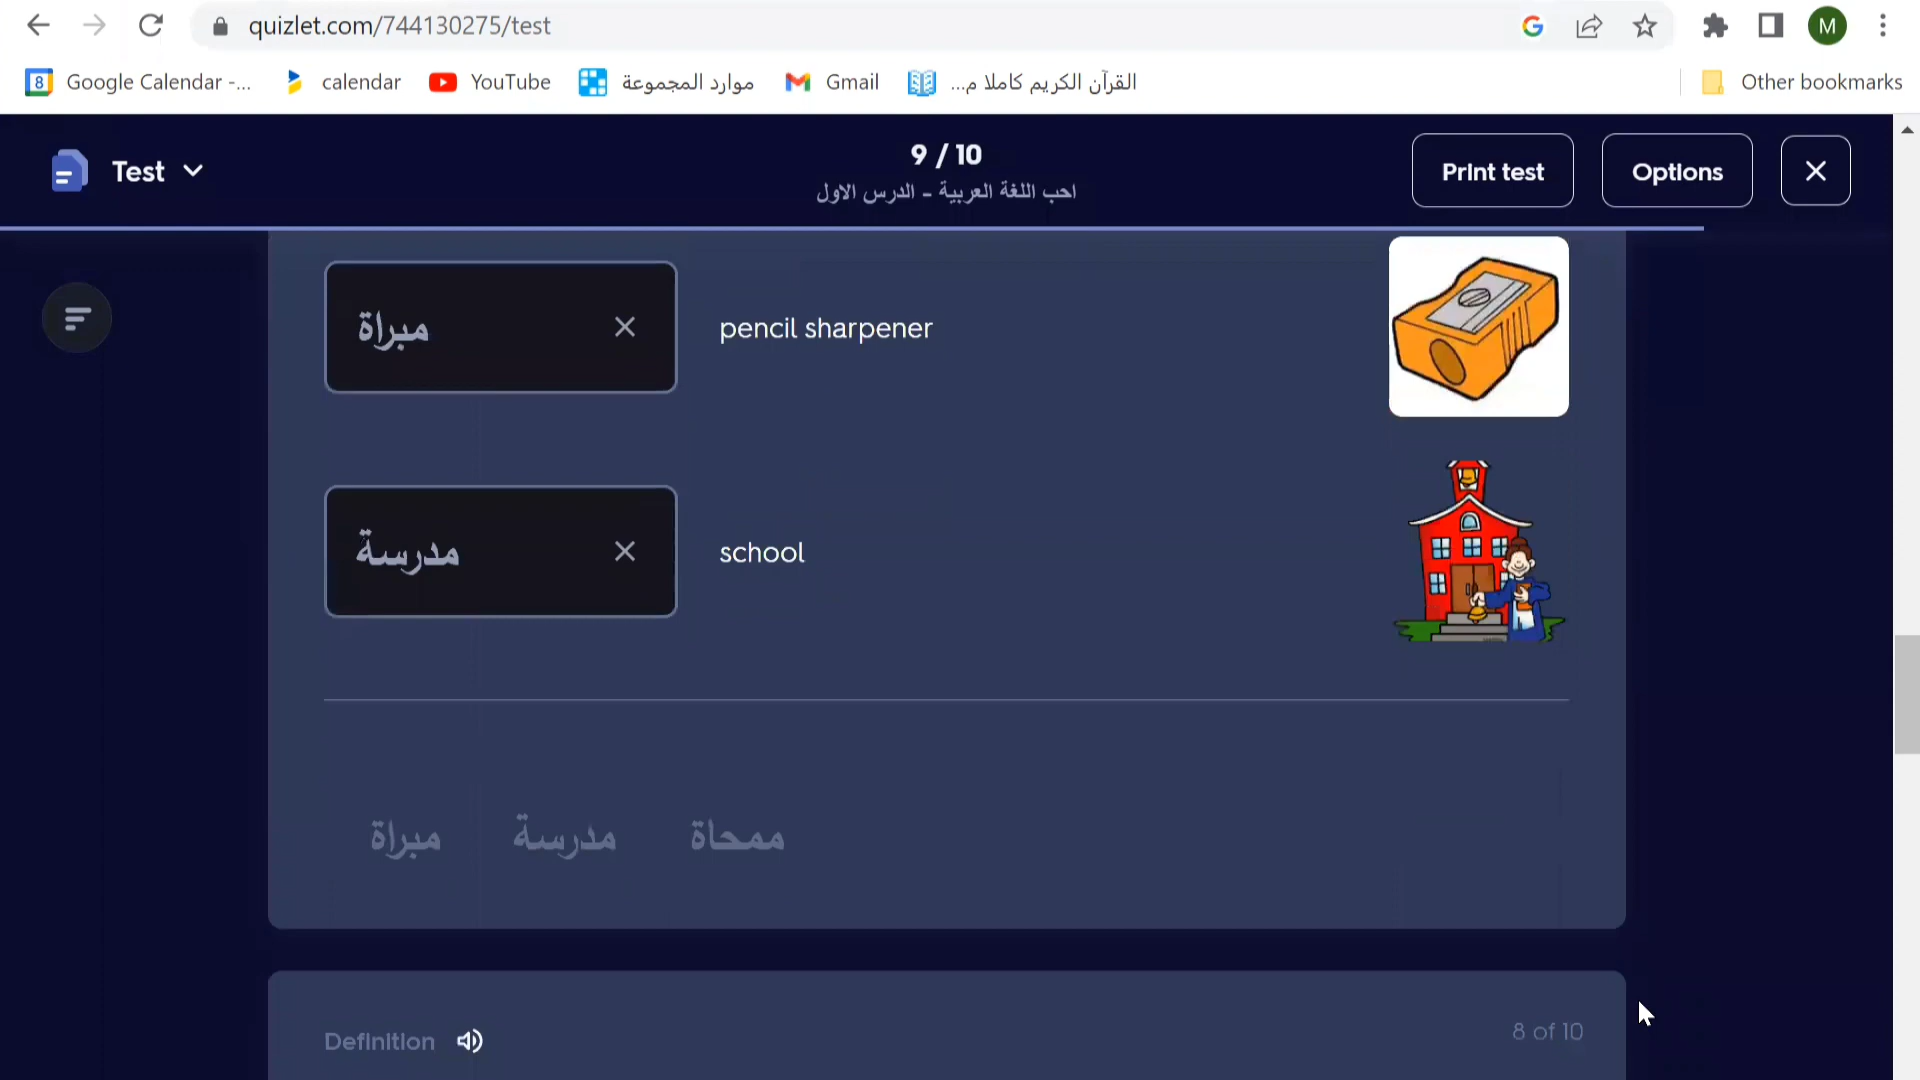 quizlet.com/744130275/test
M
8 Google Calendar -... calendar YouTube موارد المجموعة Gmail القرآن الكريم كاملا م... Other bookmarks
Test
9 / 10
احب اللغة العربية - الدرس الاول
Print test
Options
مبراة
pencil sharpener
مدرسة
school
مبراة مدرسة ممحاة
Definition
8 of 10